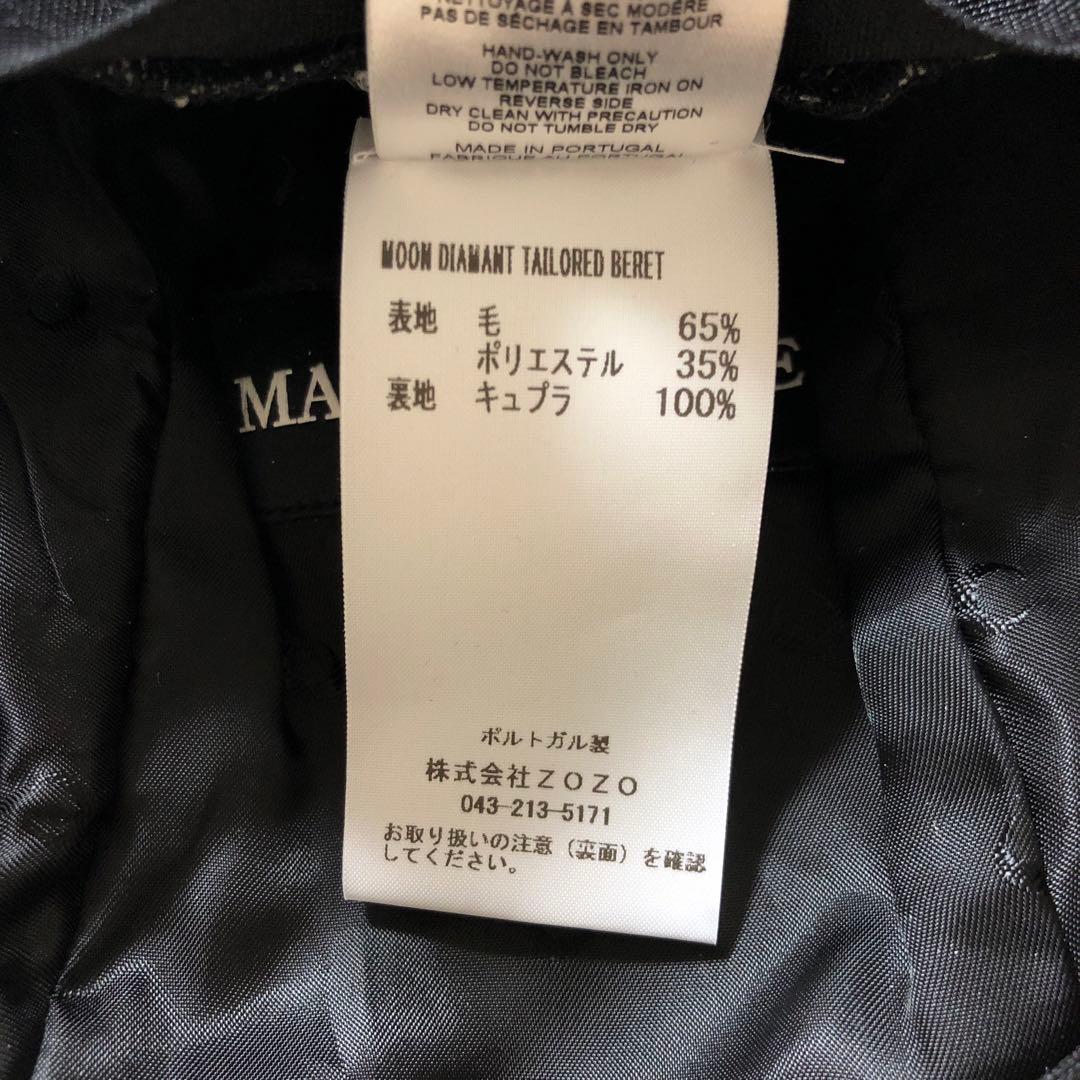 NETTOYAGE À SEC MODÉRÉ
PAS DE SÉCHAGE EN TAMBOUR
HAND-WASH ONLY
DO NOT BLEACH
LOW TEMPERATURE IRON ON
REVERSE SIDE
DRY CLEAN WITH PRECAUTION
DO NOT TUMBLE DRY
MADE IN PORTUGAL
FABRIQUE AU PORTUGAL
MOON DIAMANT TAILORED BERET
表地 毛 65%
ポリエステル 35%
裏地 キュプラ 100%
MA E
ポルトガル製
株式会社ZOZO
043-213-5171
お取り扱いの注意(裏面)を確認
してください。